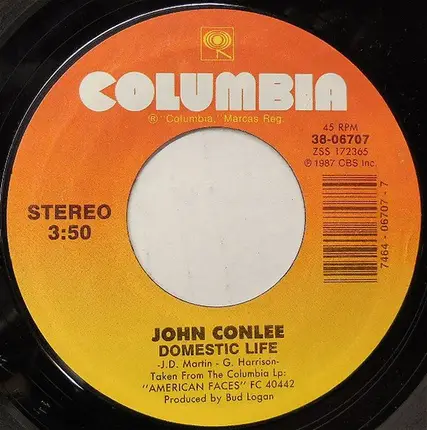 COLUMBIA
® "Columbia," Marcas Reg.
45 RPM
38-06707
ZSS 172365
℗ 1987 CBS Inc.
STEREO
3:50
7464-06707-7
JOHN CONLEE
DOMESTIC LIFE
-J.D. Martin - G. Harrison-
Taken From The Columbia Lp:
"AMERICAN FACES" FC 40442
Produced by Bud Logan